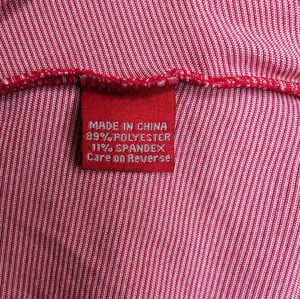 MADE IN CHINA
89% POLYESTER
11% SPANDEX
Care on Reverse